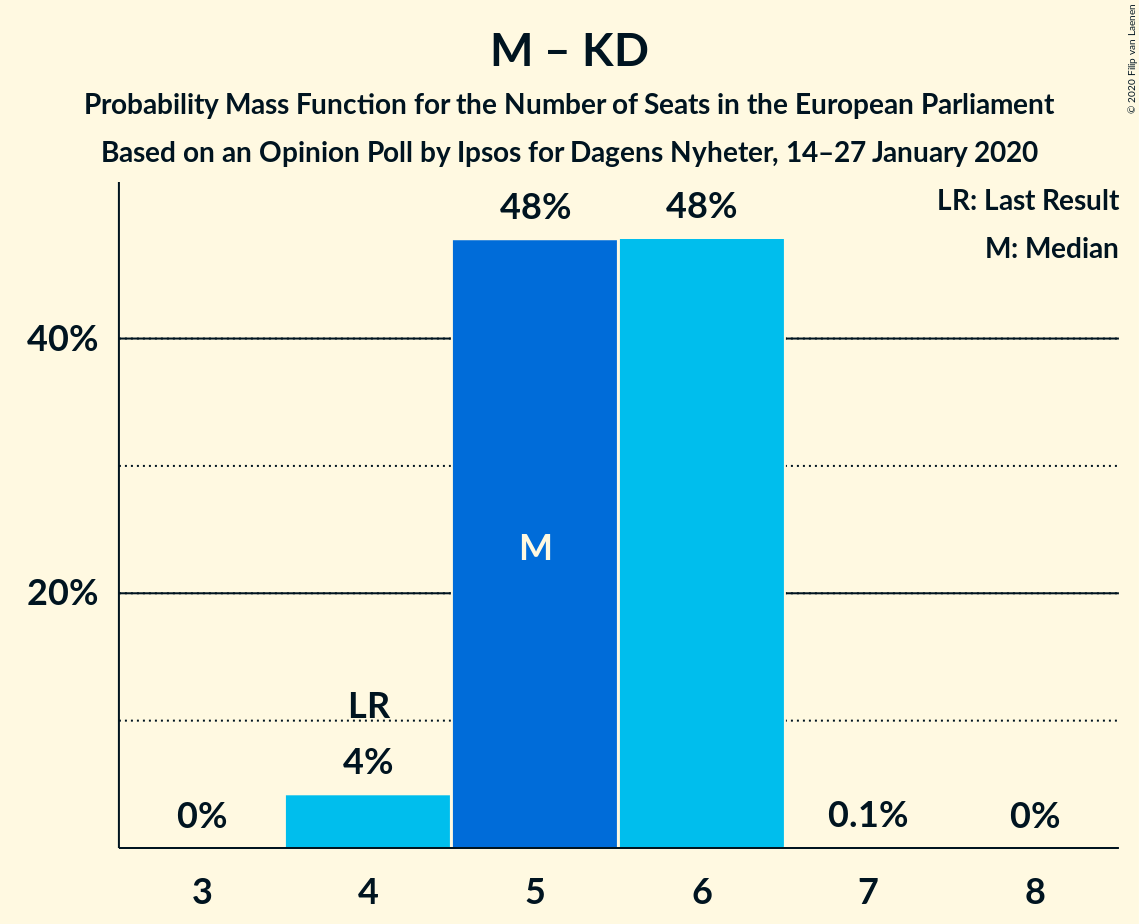 M – KD
Probability Mass Function for the Number of Seats in the European Parliament
Based on an Opinion Poll by Ipsos for Dagens Nyheter, 14–27 January 2020
© 2020 Filip van Laenen
LR: Last Result
M: Median
48%
48%
40%
M
20%
LR
4%
0%
0.1%
0%
3
4
5
6
7
8